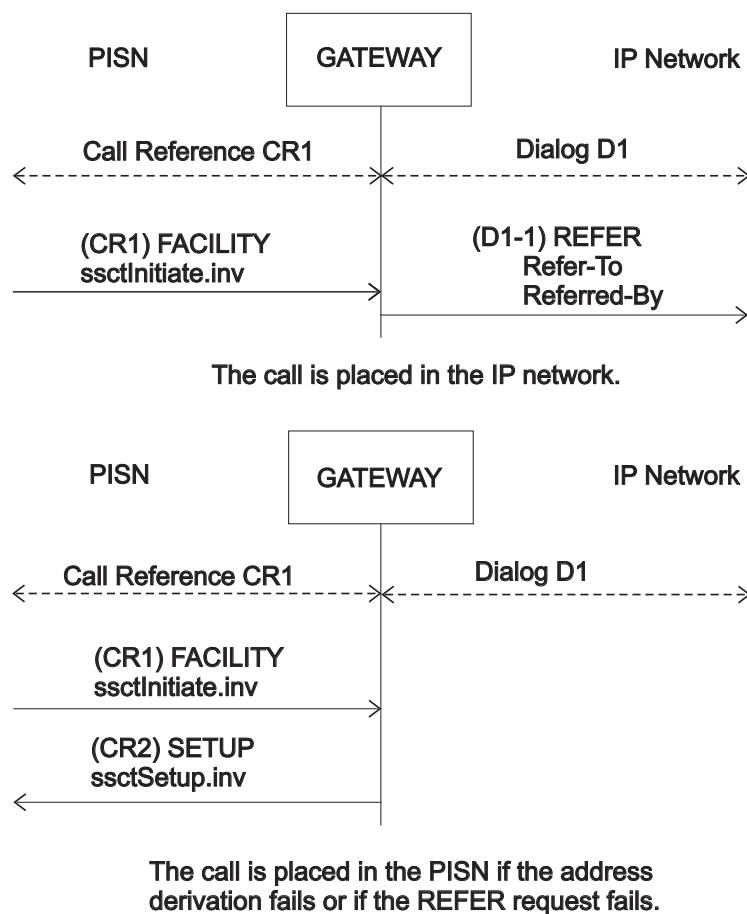 PISN
GATEWAY
IP Network
Call Reference CR1
Dialog D1
(CR1) FACILITY
ssctInitiate.inv
(D1-1) REFER
Refer-To
Referred-By
The call is placed in the IP network.
PISN
GATEWAY
IP Network
Call Reference CR1
Dialog D1
(CR1) FACILITY
ssctInitiate.inv
(CR2) SETUP
ssctSetup.inv
The call is placed in the PISN if the address
derivation fails or if the REFER request fails.